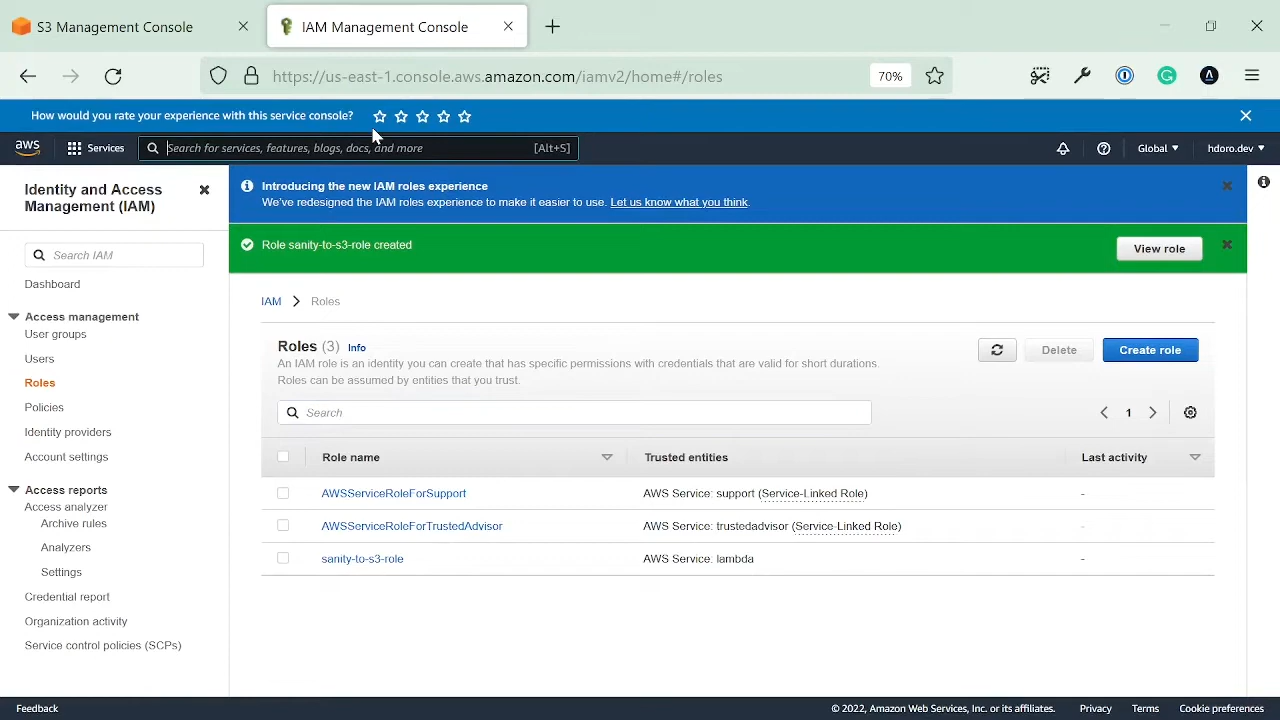 S3 Management Console
IAM Management Console
https://us-east-1.console.aws.amazon.com/iamv2/home#/roles
70%
How would you rate your experience with this service console?
aws
Services
Search for services, features, blogs, docs, and more
[Alt+S]
Global
hdoro.dev
Identity and Access
Management (IAM)
Search IAM
Dashboard
Access management
User groups
Users
Roles
Policies
Identity providers
Account settings
Access reports
Access analyzer
Archive rules
Analyzers
Settings
Credential report
Organization activity
Service control policies (SCPs)
Introducing the new IAM roles experience
We've redesigned the IAM roles experience to make it easier to use. Let us know what you think.
Role sanity-to-s3-role created
View role
IAM
Roles
Roles (3) Info
An IAM role is an identity you can create that has specific permissions with credentials that are valid for short durations.
Roles can be assumed by entities that you trust.
Delete
Create role
Search
1
Role name
Trusted entities
Last activity
AWSServiceRoleForSupport
AWS Service: support (Service-Linked Role)
-
AWSServiceRoleForTrustedAdvisor
AWS Service: trustedadvisor (Service-Linked Role)
-
sanity-to-s3-role
AWS Service: lambda
-
Feedback
© 2022, Amazon Web Services, Inc. or its affiliates.
Privacy
Terms
Cookie preferences